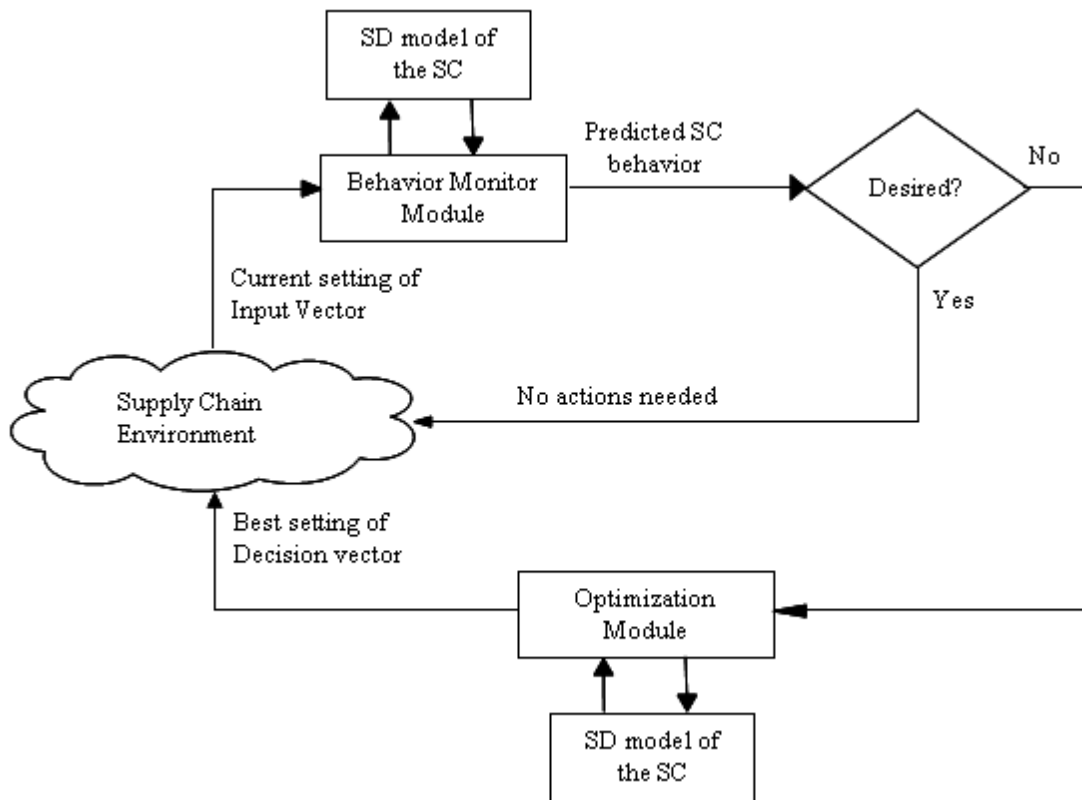 SD model of
the SC
Predicted SC
behavior
No
Behavior Monitor
Module
Desired?
Current setting of
Input Vector
Yes
Supply Chain
Environment
No actions needed
Best setting of
Decision vector
Optimization
Module
SD model of
the SC